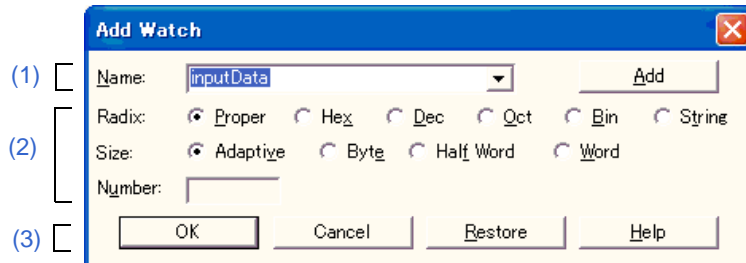 Add Watch
(1) Name: inputData Add
(2) Radix: Proper Hex Dec Oct Bin String
Size: Adaptive Byte Half Word Word
Number:
(3) OK Cancel Restore Help